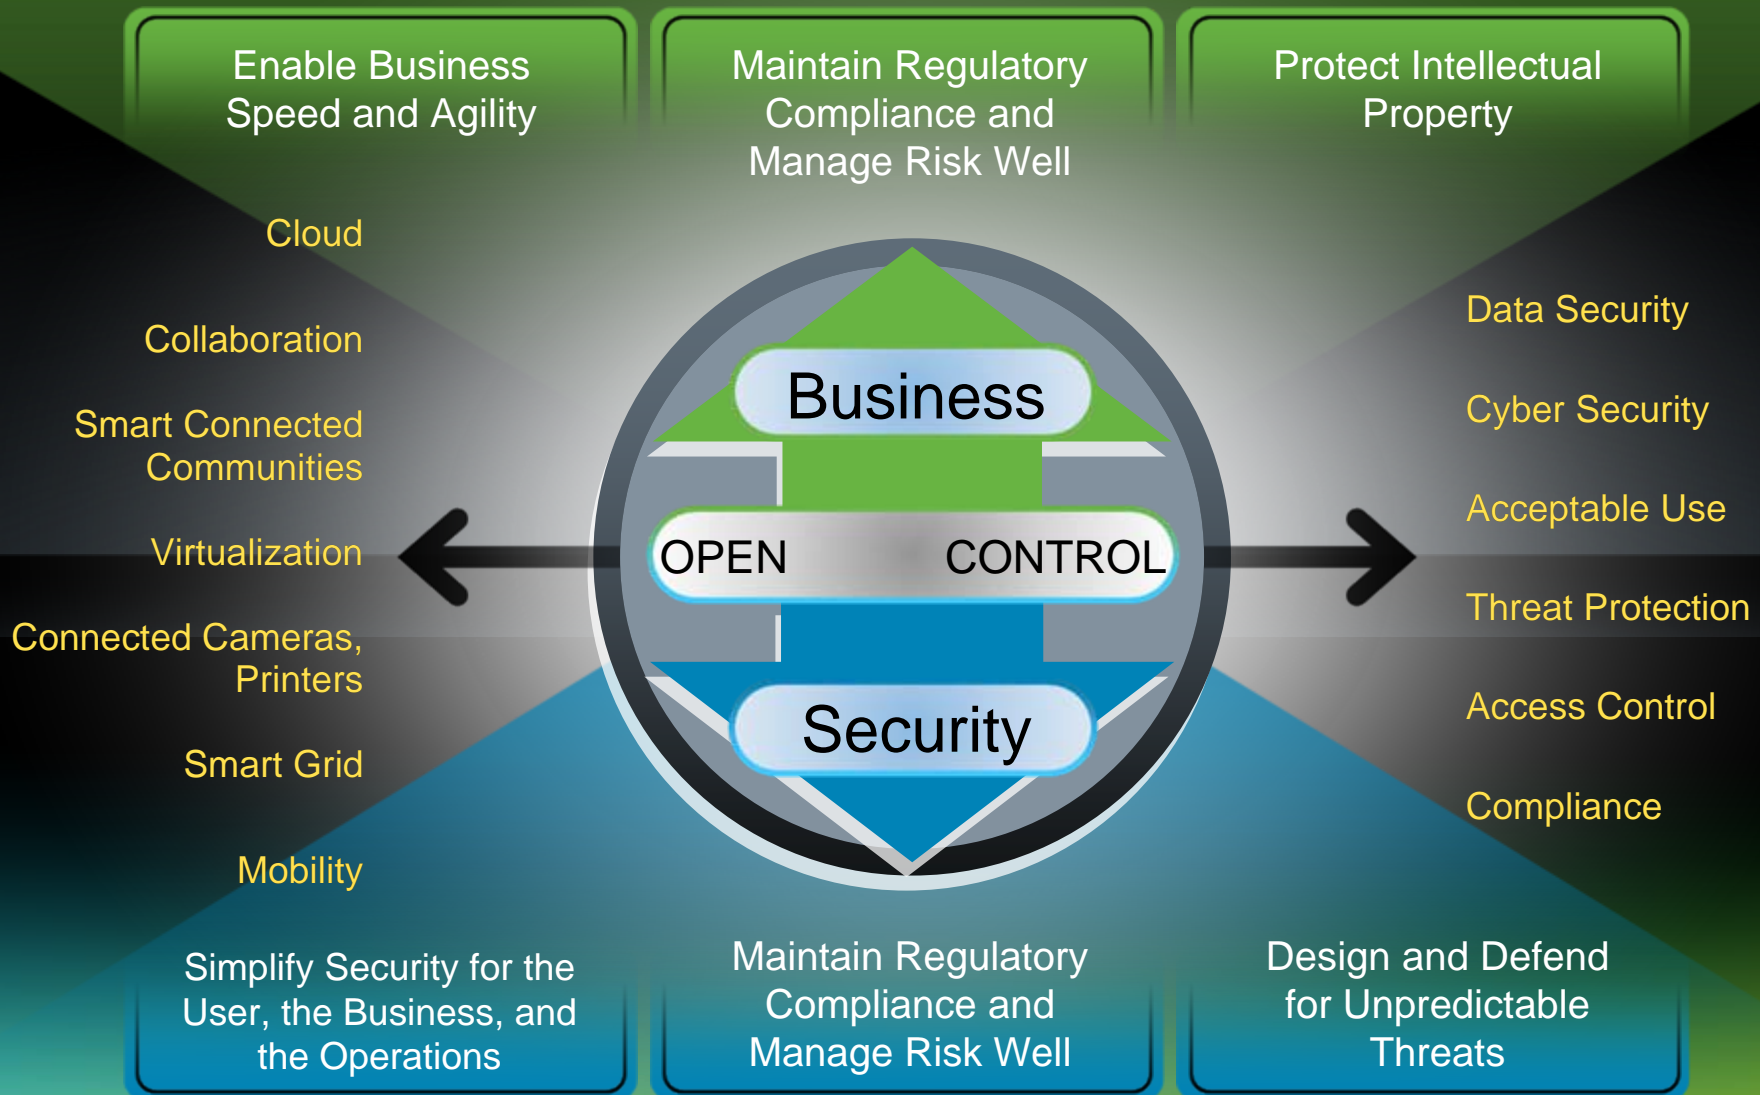 Enable Business
Speed and Agility
Maintain Regulatory
Compliance and
Manage Risk Well
Protect Intellectual
Property
Cloud
Collaboration
Smart Connected
Communities
Virtualization
Connected Cameras,
Printers
Smart Grid
Mobility
Business
OPEN CONTROL
Security
Data Security
Cyber Security
Acceptable Use
Threat Protection
Access Control
Compliance
Simplify Security for the
User, the Business, and
the Operations
Maintain Regulatory
Compliance and
Manage Risk Well
Design and Defend
for Unpredictable
Threats